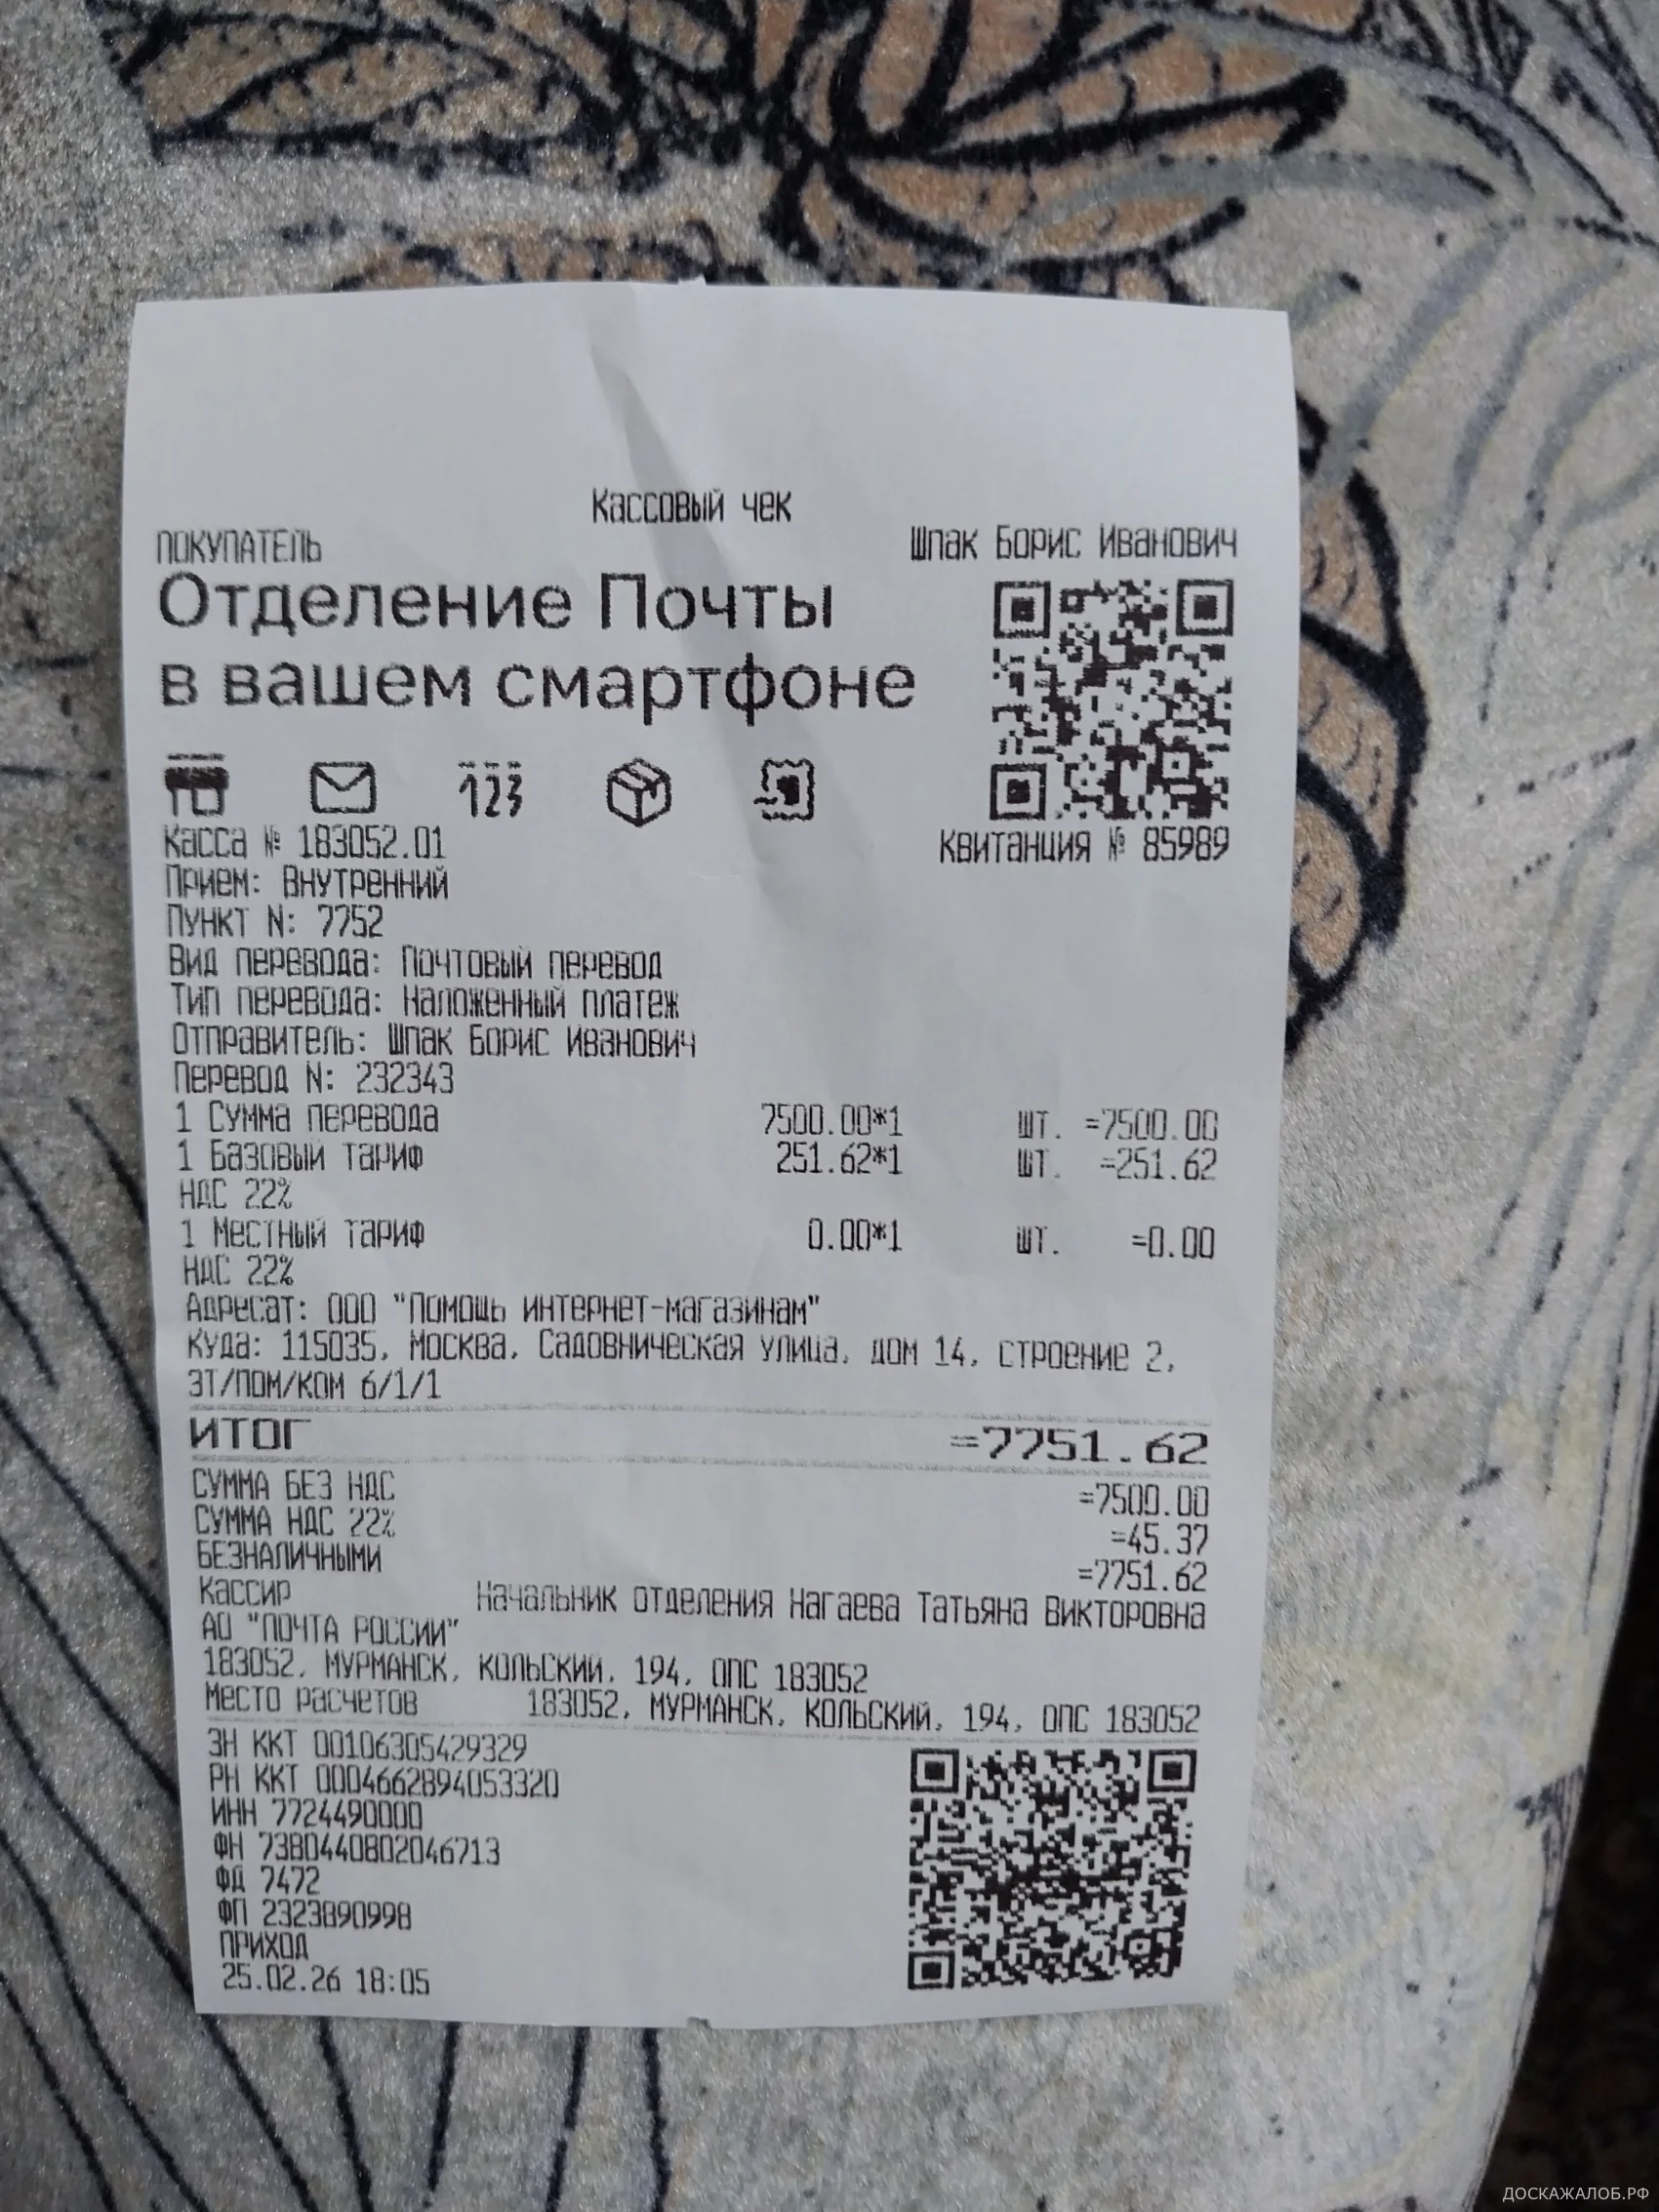 Кассовый чек
ПОКУПАТЕЛЬ Шпак Борис Иванович
Отделение Почты
в вашем смартфоне
123
Касса № 183052.01 Квитанция № 85989
Прием: Внутренний
Пункт N: 7752
Вид перевода: Почтовый перевод
Тип перевода: Наложенный платеж
Отправитель: Шпак Борис Иванович
Перевод N: 232343
1 Сумма перевода 7500.00*1 шт. =7500.00
1 Базовый тариф 251.62*1 шт. =251.62
НДС 22%
1 Местный тариф 0.00*1 шт. =0.00
НДС 22%
Адресат: ООО "Помощь интернет-магазинам"
Куда: 115035, Москва, Садовническая улица, дом 14, строение 2,
ЭТ/ПОМ/КОМ 6/1/1
ИТОГ =7751.62
СУММА БЕЗ НДС =7500.00
СУММА НДС 22% =45.37
БЕЗНАЛИЧНЫМИ =7751.62
Кассир Начальник отделения Нагаева Татьяна Викторовна
АО "ПОЧТА РОССИИ"
183052, МУРМАНСК, КОЛЬСКИЙ, 194, ОПС 183052
Место расчетов 183052, МУРМАНСК, КОЛЬСКИЙ, 194, ОПС 183052
ЗН ККТ 00106305429329
РН ККТ 0004662894053320
ИНН 7724490000
ФН 7380440802046713
ФД 7472
ФП 2323890998
ПРИХОД
25.02.26 18:05
ДОСКАЖАЛОБ.РФ